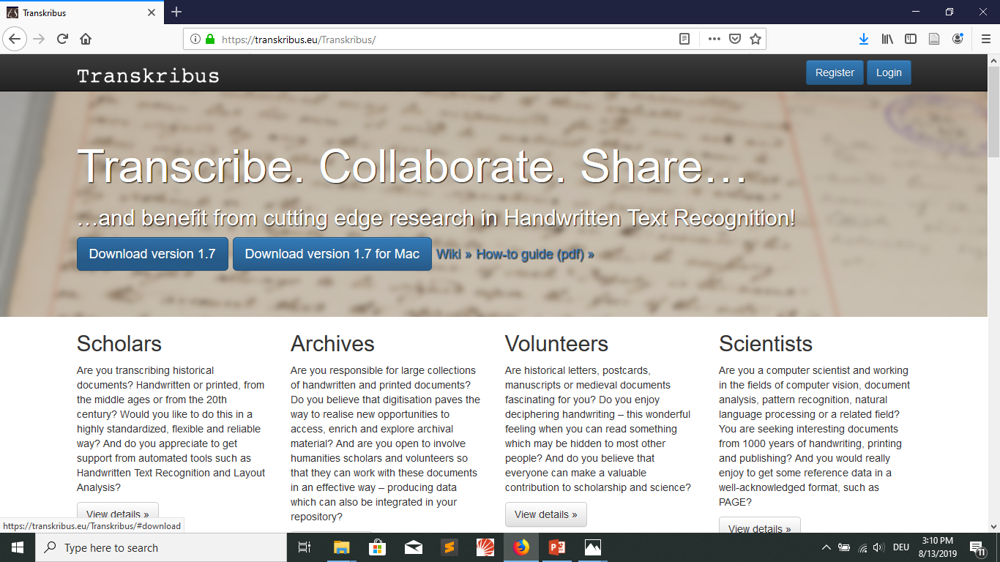 Transkribus
https://transkribus.eu/Transkribus/
Transkribus
Register
Login
Transcribe. Collaborate. Share…
…and benefit from cutting edge research in Handwritten Text Recognition!
Download version 1.7
Download version 1.7 for Mac
Wiki »
How-to guide (pdf) »
Scholars
Are you transcribing historical
documents? Handwritten or printed, from
the middle ages or from the 20th
century? Would you like to do this in a
highly standardized, flexible and reliable
way? And do you appreciate to get
support from automated tools such as
Handwritten Text Recognition and Layout
Analysis?
View details »
Archives
Are you responsible for large collections
of handwritten and printed documents?
Do you believe that digitisation paves the
way to realise new opportunities to
access, enrich and explore archival
material? And are you open to involve
humanities scholars and volunteers so
that they can work with these documents
in an effective way – producing data
which can also be integrated in your
repository?
Volunteers
Are historical letters, postcards,
manuscripts or medieval documents
fascinating for you? Do you enjoy
deciphering handwriting – this wonderful
feeling when you can read something
which may be hidden to most other
people? And do you believe that
everyone can make a valuable
contribution to scholarship and science?
View details »
Scientists
Are you a computer scientist and working
in the fields of computer vision, document
analysis, pattern recognition, natural
language processing or a related field?
You are seeking interesting documents
from 1000 years of handwriting, printing
and publishing? And you would really
enjoy to get some reference data in a
well-acknowledged format, such as
PAGE?
View details »
https://transkribus.eu/Transkribus/#download
Type here to search
DEU
3:10 PM
8/13/2019
11